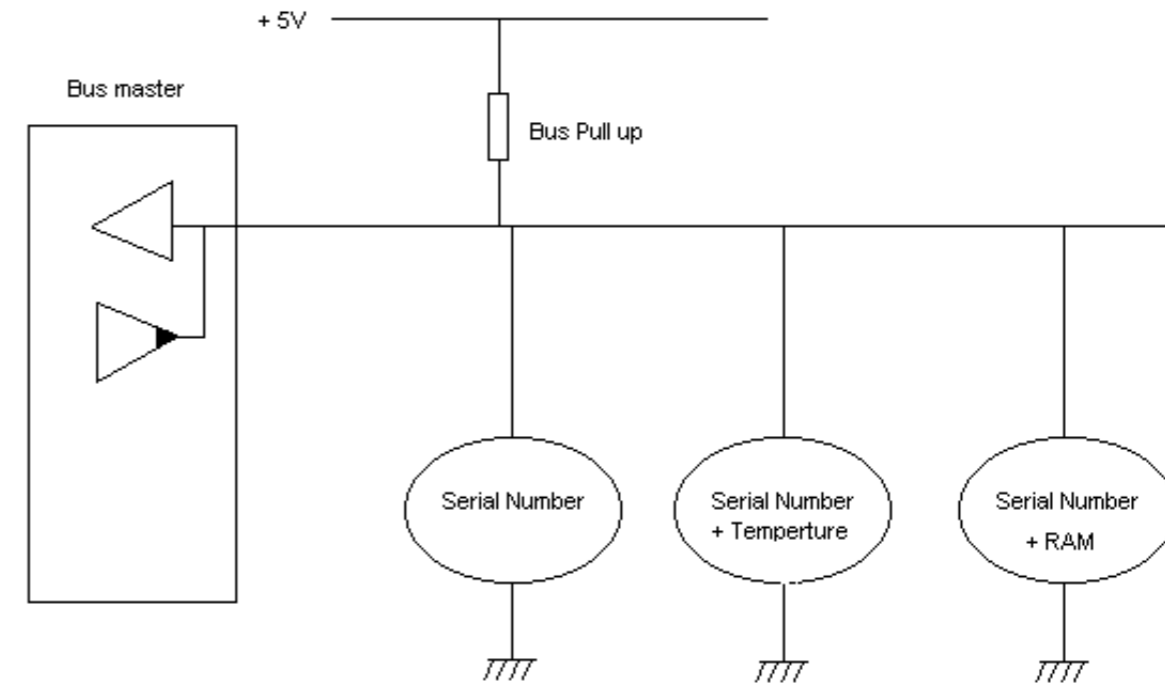 + 5V
Bus master
Bus Pull up
Serial Number
Serial Number
+ Temperture
Serial Number
+ RAM